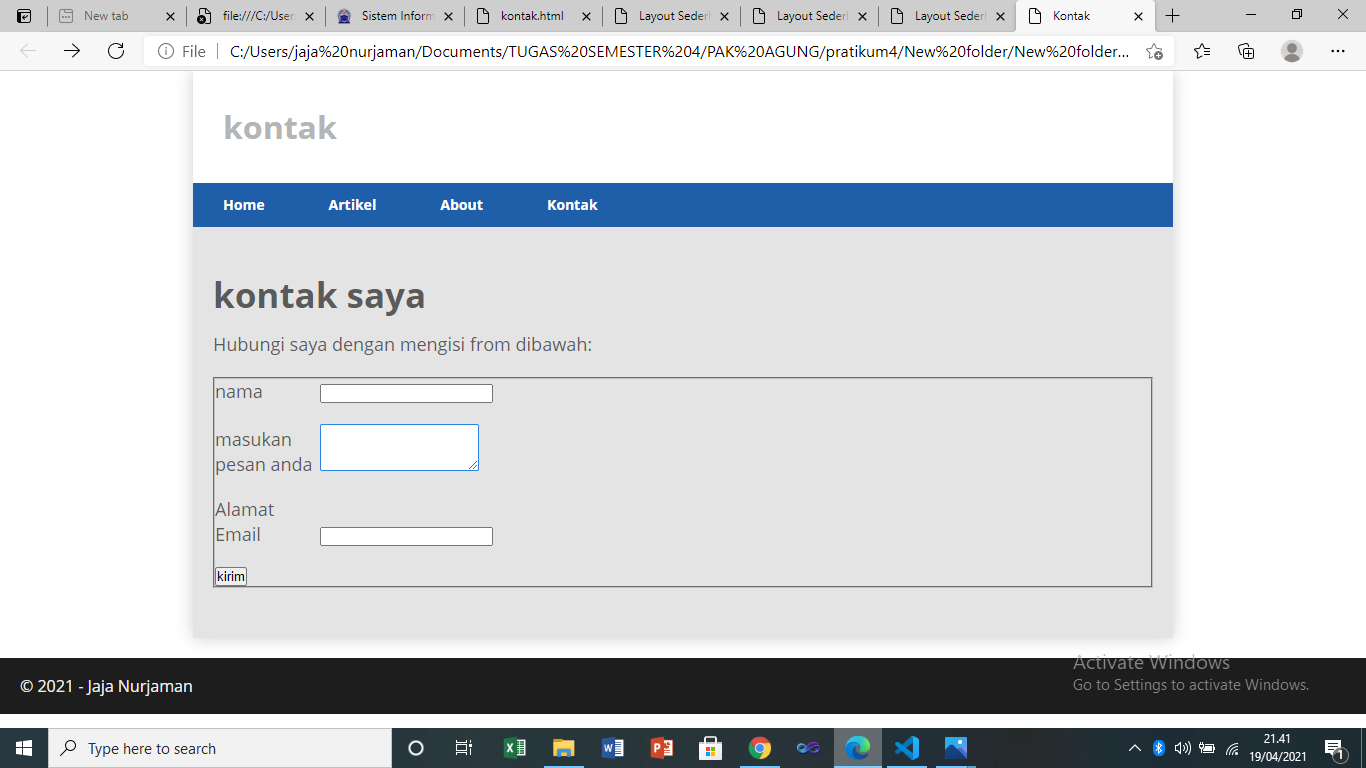 New tab
file:///C:/User
Sistem Inform
kontak.html
Layout Seder
Layout Seder
Layout Seder
Kontak
File
C:/Users/jaja%20nurjaman/Documents/TUGAS%20SEMESTER%204/PAK%20AGUNG/pratikum4/New%20folder/New%20folder...
kontak
Home Artikel About Kontak
kontak saya
Hubungi saya dengan mengisi from dibawah:
nama
masukan
pesan anda
Alamat
Email
kirim
Activate Windows
Go to Settings to activate Windows.
© 2021 - Jaja Nurjaman
Type here to search
21.41
19/04/2021
1